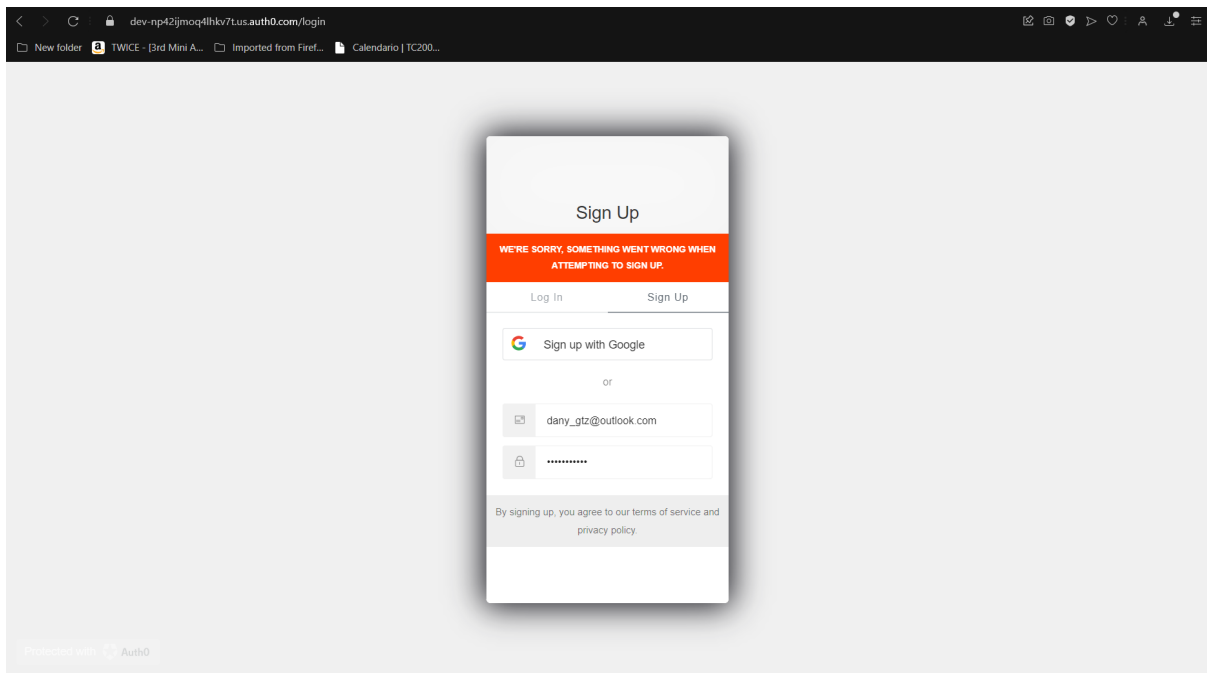 dev-np42ijmoq4lhkv7t.us.auth0.com/login
New folder TWICE - [3rd Mini A... Imported from Firef... Calendario | TC200...
Sign Up
WE'RE SORRY, SOMETHING WENT WRONG WHEN
ATTEMPTING TO SIGN UP.
Log In Sign Up
Sign up with Google
or
dany_gtz@outlook.com
•••••••••••
By signing up, you agree to our terms of service and
privacy policy.
Protected with Auth0